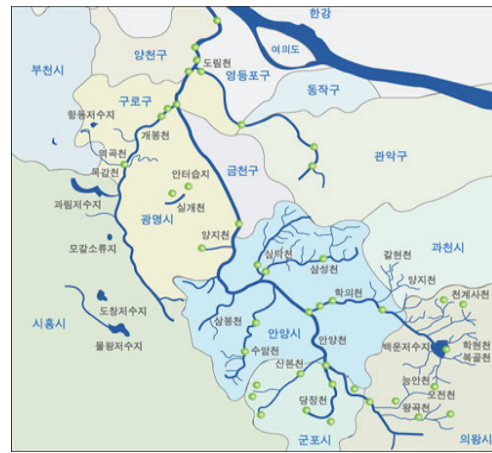 한강
양천구
여의도
부천시
도림천
영등포구
동작구
구로구
항동저수지
개봉천
역곡천
목감천
금천구
관악구
안터습지
과림저수지
실개천
광명시
양지천
과천시
모갈소류지
삼막천
삼성천
갈현천
양지천
학의천
천계사천
시흥시
도창저수지
물왕저수지
삼봉천
안양시
안양천
백운저수지
학현천
복골천
수암천
산본천
능안천
오전천
왕곡천
당정천
군포시
의왕시